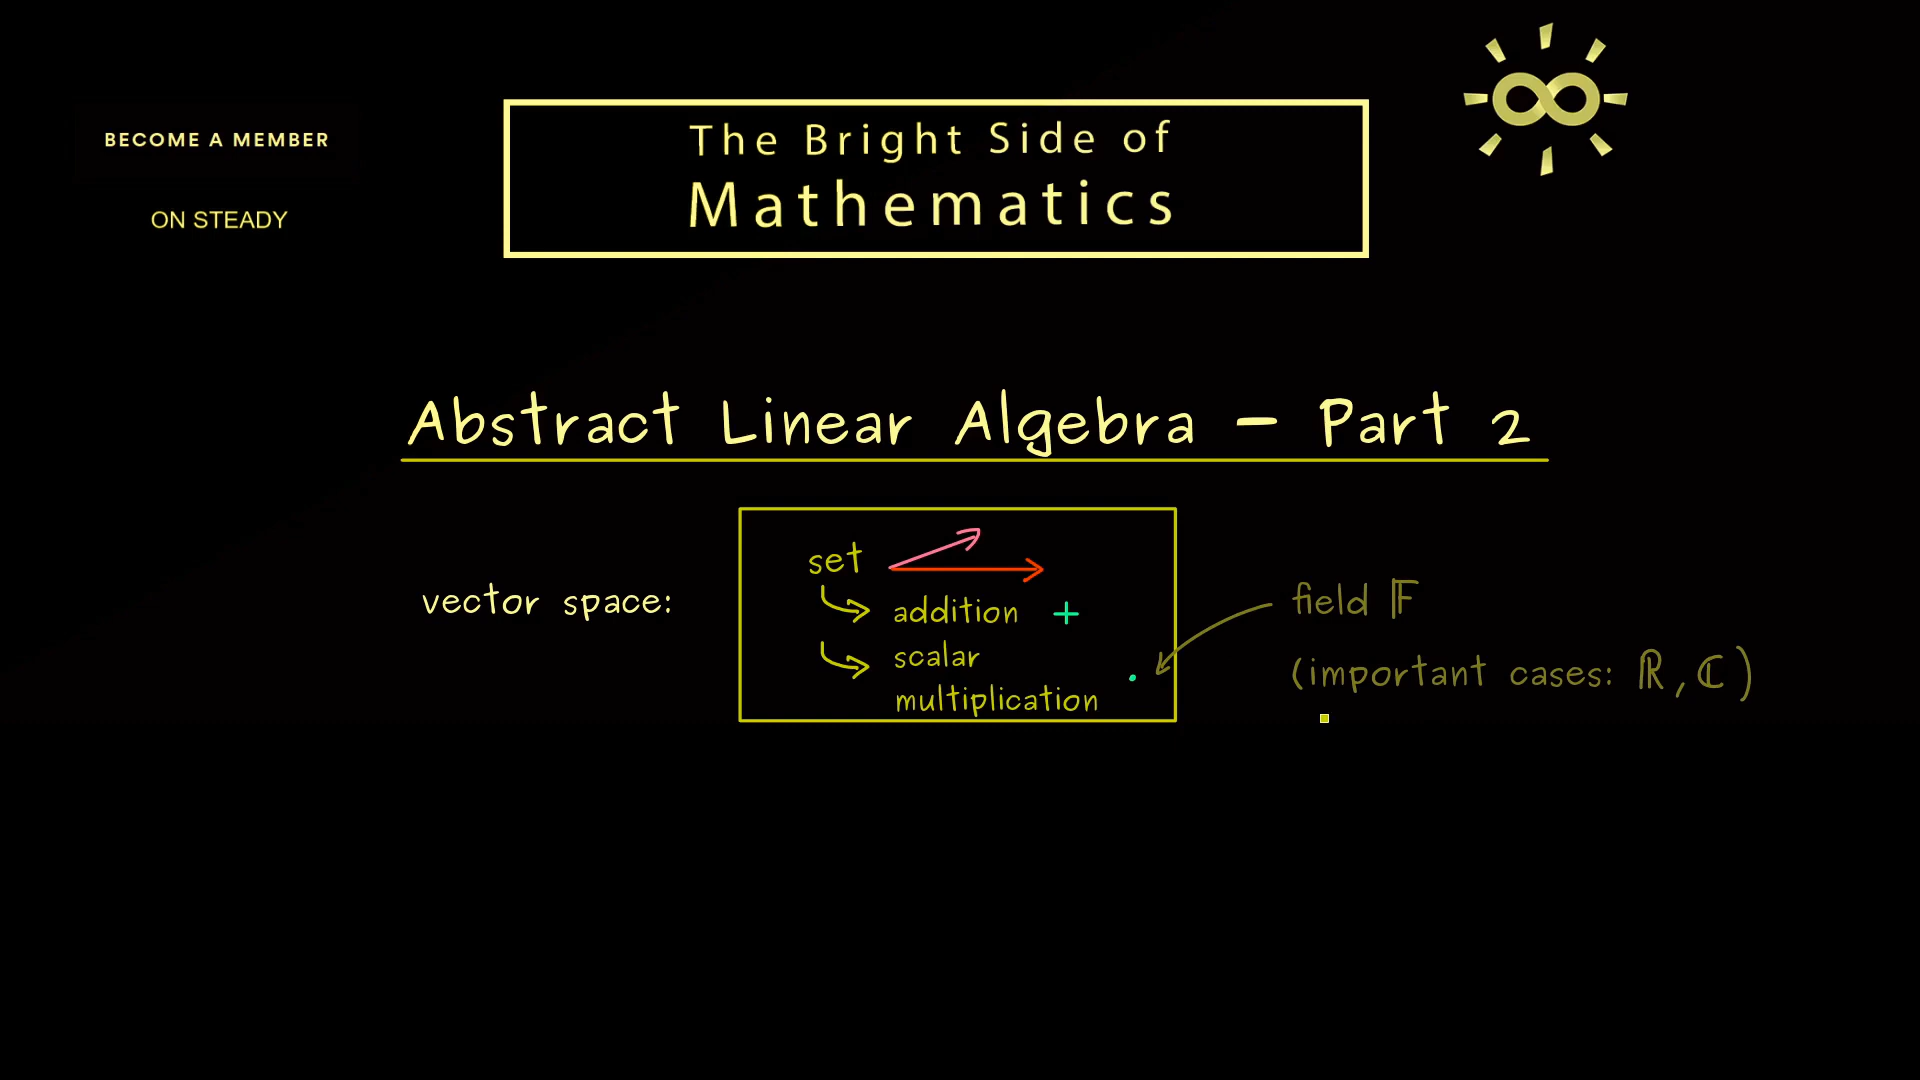 BECOME A MEMBER
ON STEADY
The Bright Side of
Mathematics
Abstract Linear Algebra – Part 2
vector space:
set
addition +
scalar
multiplication ·
field 𝔽
(important cases: ℝ, ℂ)